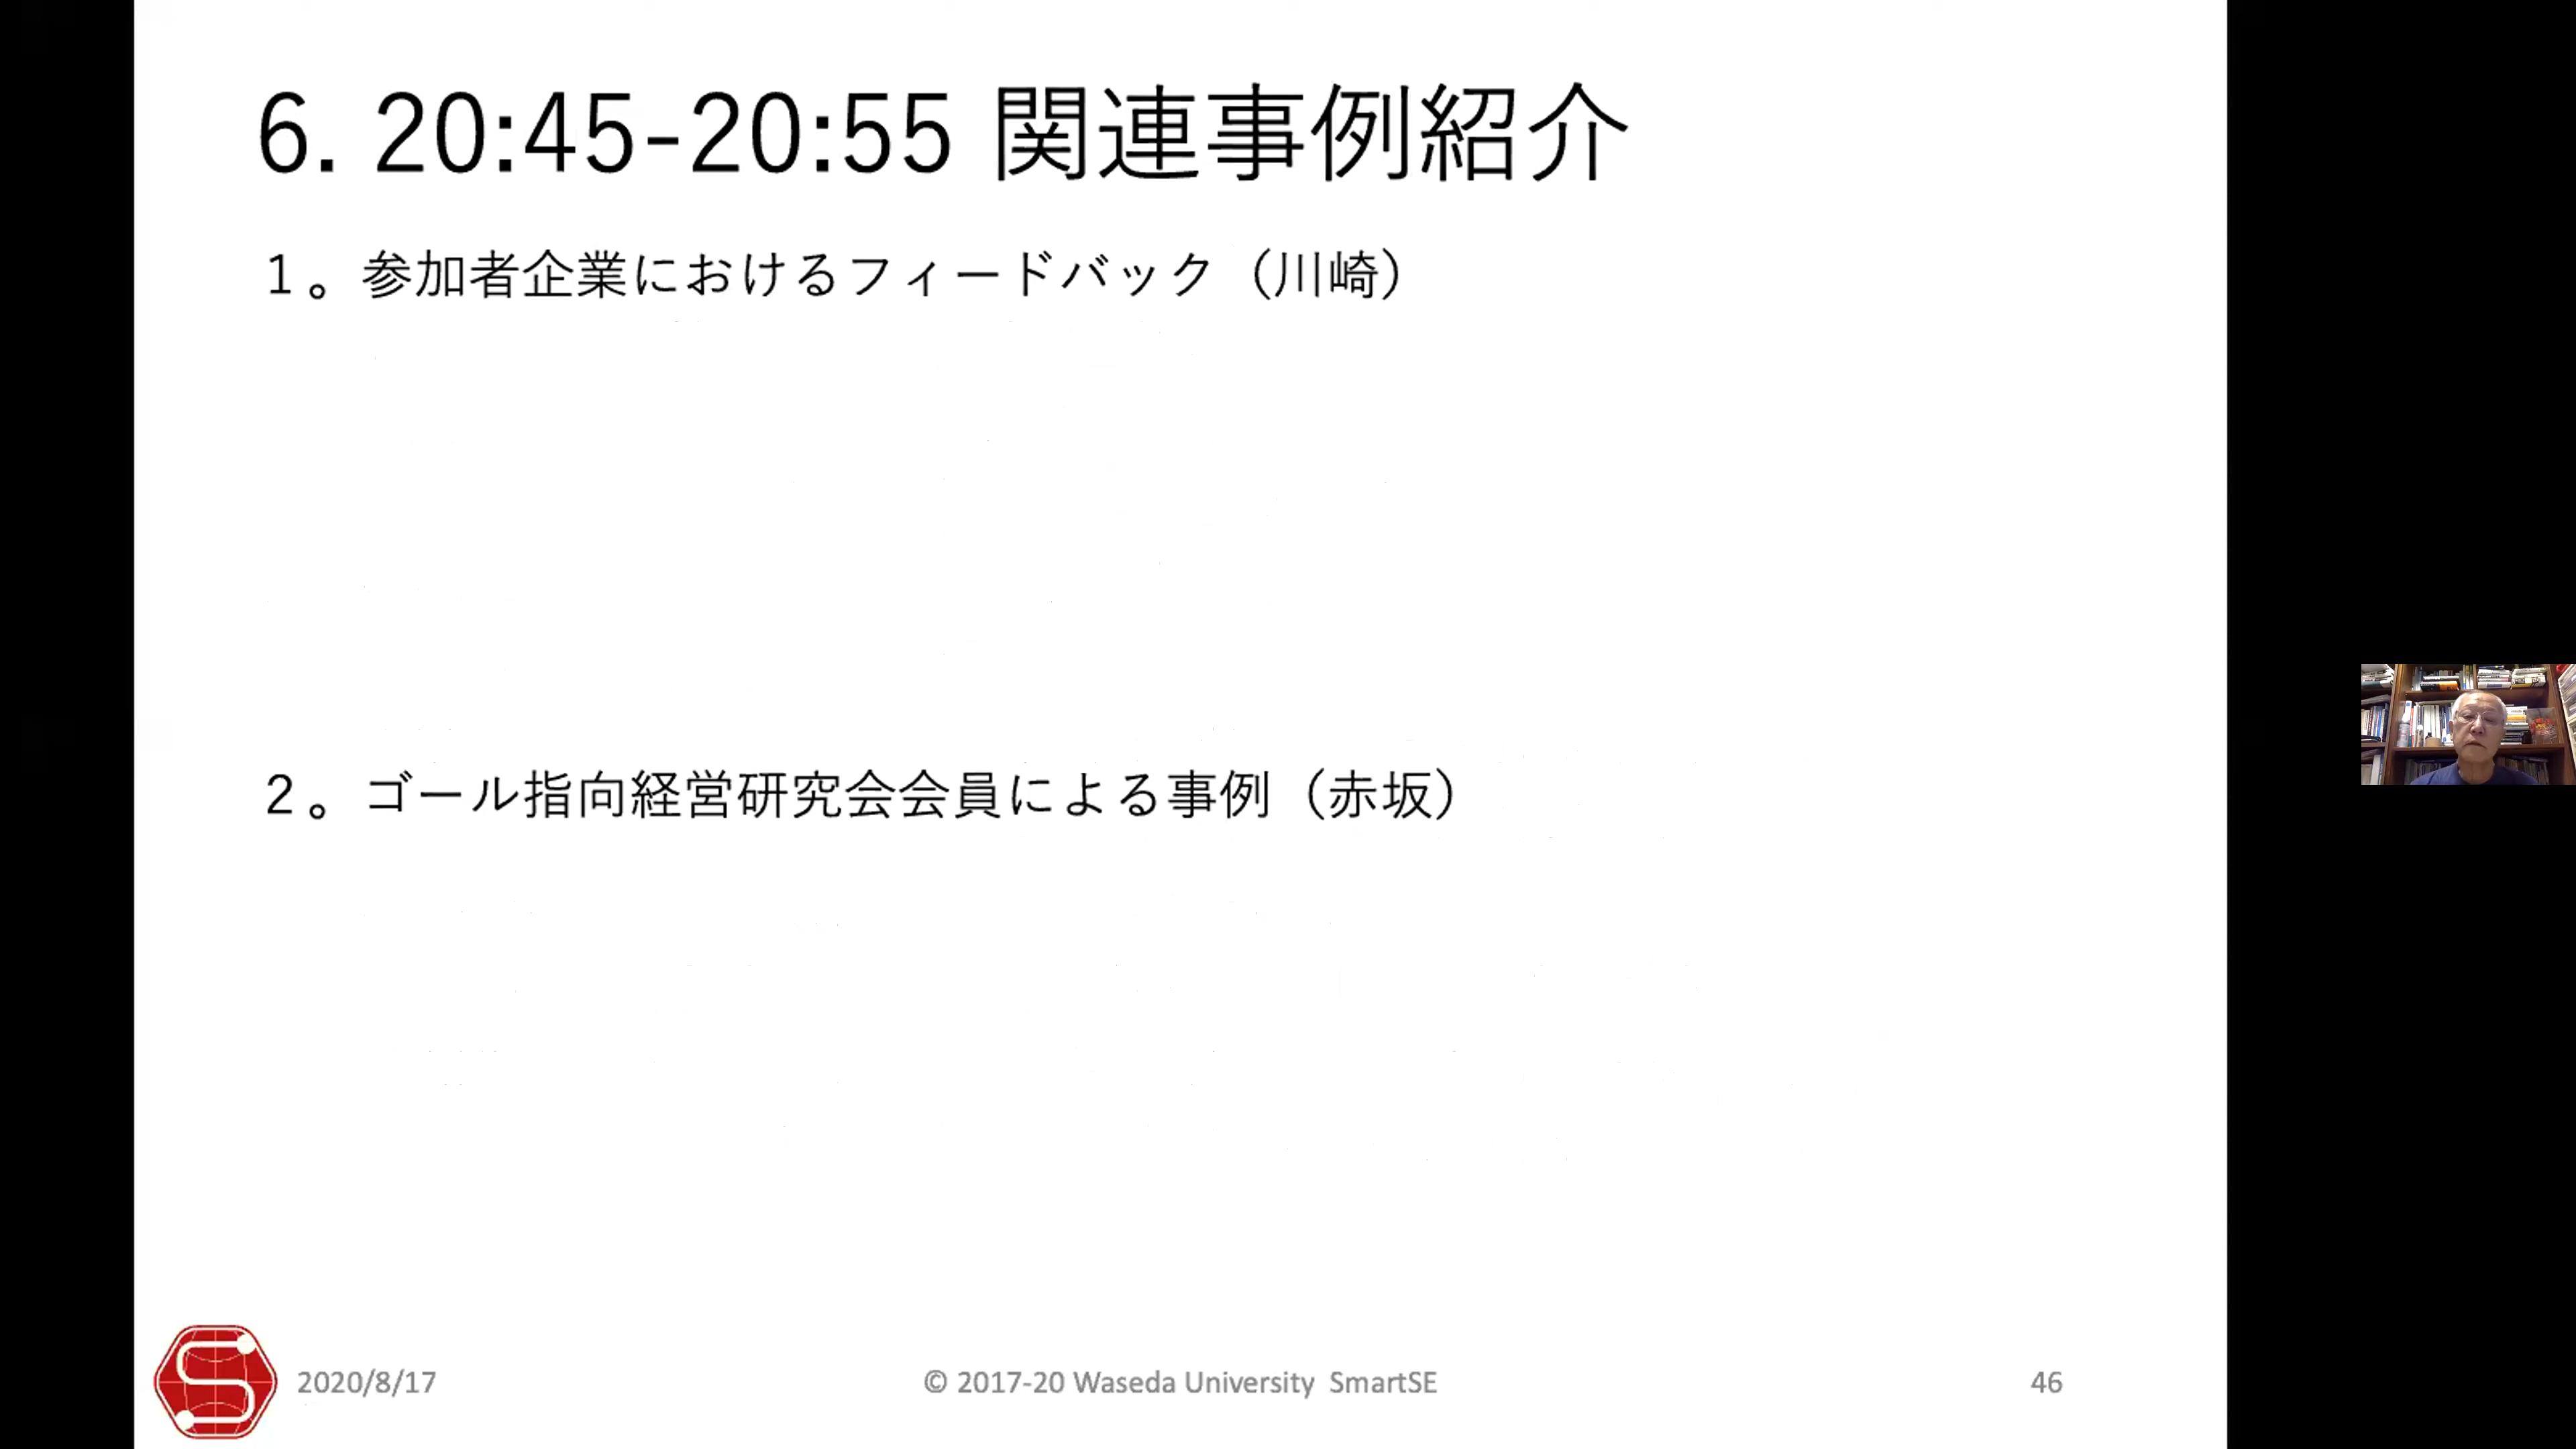 6. 20:45-20:55 関連事例紹介
1。参加者企業におけるフィードバック（川崎）
2。ゴール指向経営研究会会員による事例（赤坂）
2020/8/17
© 2017-20 Waseda University SmartSE
46